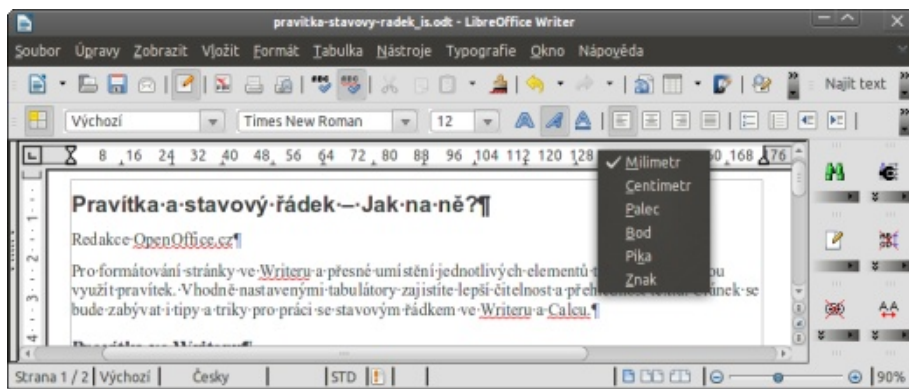 pravitka-stavovy-radek_is.odt - LibreOffice Writer
Soubor Úpravy Zobrazit Vložit Formát Tabulka Nástroje Typografie Okno Nápověda
Najít text
Výchozí Times New Roman 12
8 16 24 32 40 48 56 64 72 80 88 96 104 112 120 128 168 176
Milimetr
Centimetr
Palec
Bod
Pika
Znak
Pravítka a stavový řádek – Jak na ně?¶
Redakce OpenOffice.cz¶
Pro formátování stránky ve Writeru a přesné umístění jednotlivých elementů
využít pravítek. Vhodně nastavenými tabulátory zajistíte lepší čitelnost a
bude zabývat i tipy a triky pro práci se stavovým řádkem ve Writeru a Calcu.¶
Strana 1 / 2 Výchozí Česky STD 90%